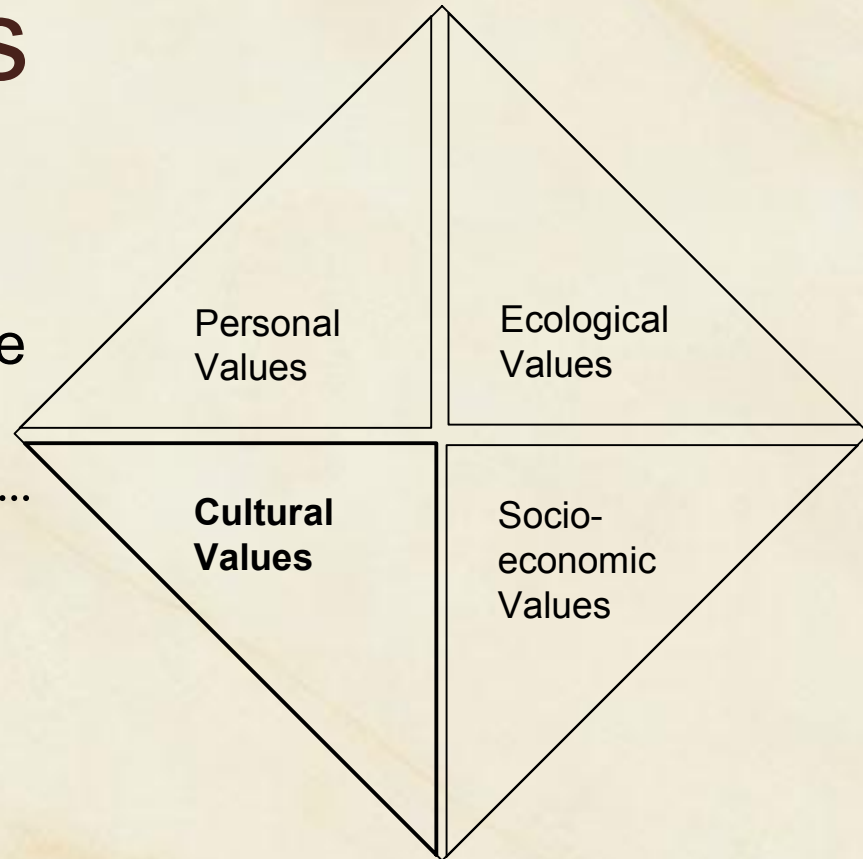 s
e
...
Personal
Values
Ecological
Values
Cultural
Values
Socio-
economic
Values